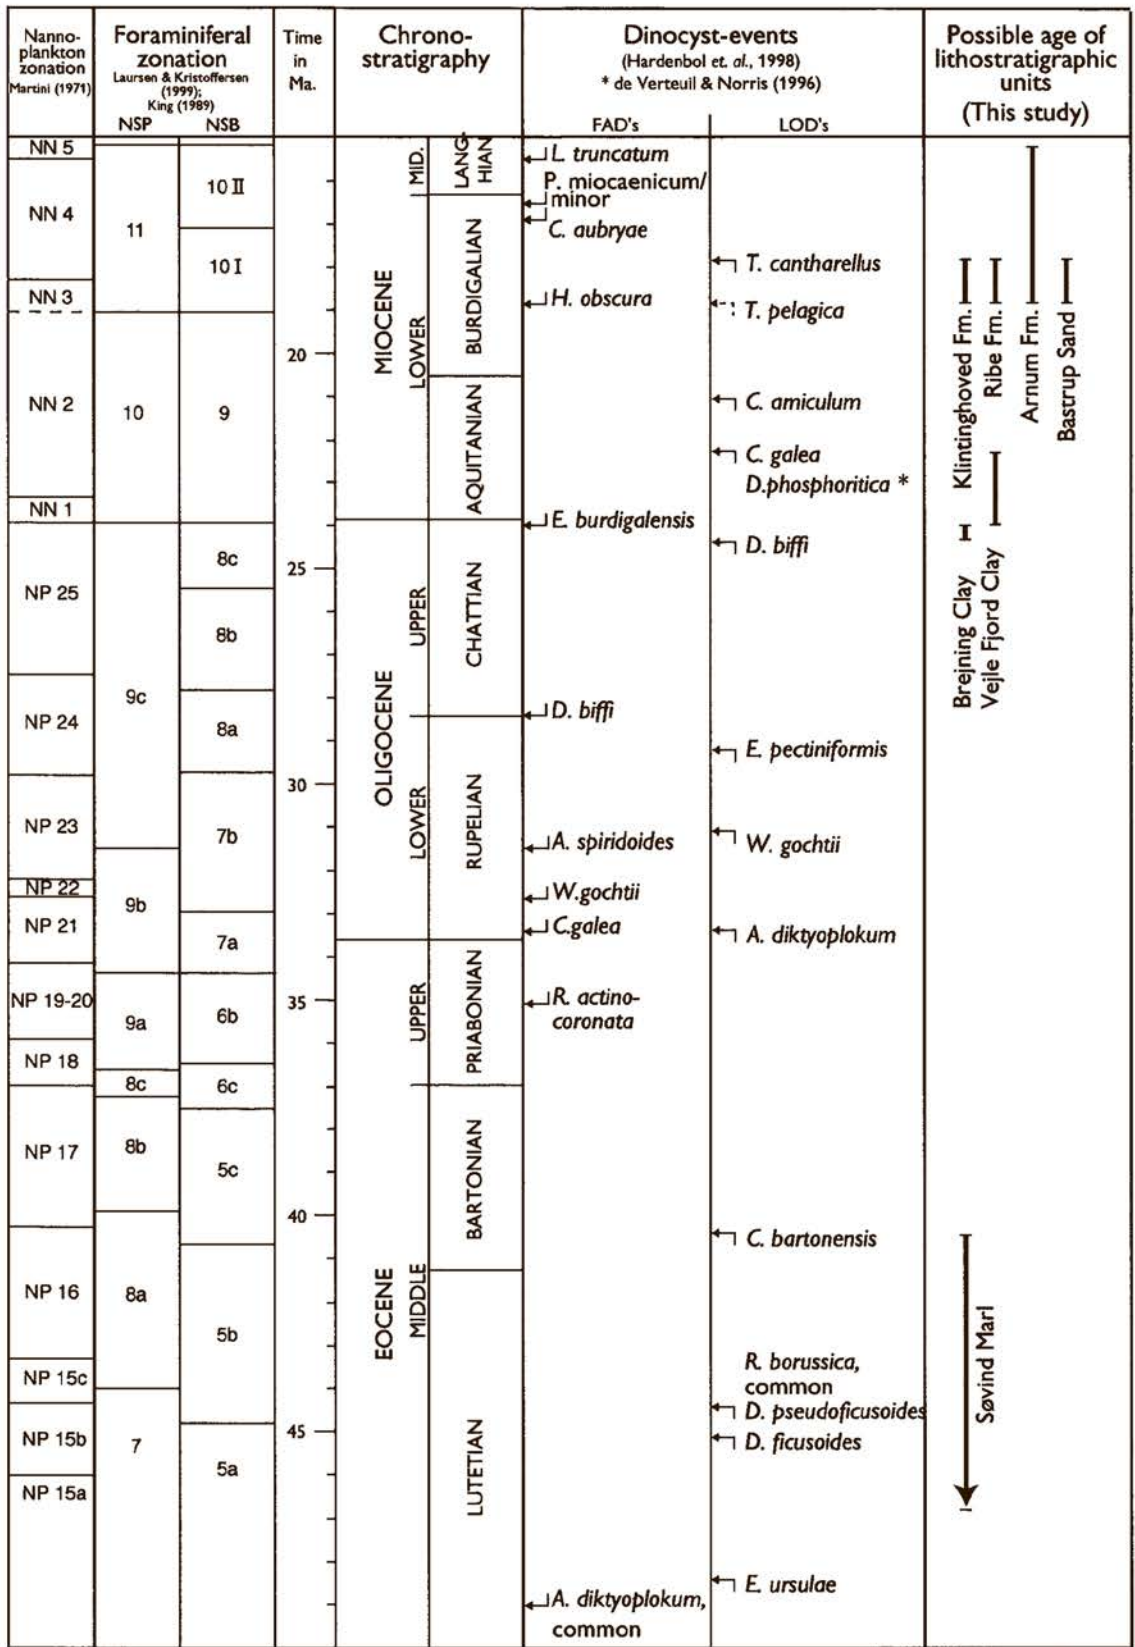 Nanno-
plankton
zonation
Martini (1971)
Foraminiferal
zonation
Laursen & Kristoffersen
(1999);
King (1989)
NSP
NSB
Time
in
Ma.
Chrono-
stratigraphy
Dinocyst-events
(Hardenbol et. al., 1998)
* de Verteuil & Norris (1996)
FAD's
LOD's
Possible age of
lithostratigraphic
units
(This study)
NN 5
NN 4
NN 3
NN 2
NN 1
NP 25
NP 24
NP 23
NP 22
NP 21
NP 19-20
NP 18
NP 17
NP 16
NP 15c
NP 15b
NP 15a
11
10
9c
9b
9a
8c
8b
8a
7
10 II
10 I
9
8c
8b
8a
7b
7a
6b
6c
5c
5b
5a
20
25
30
35
40
45
MIOCENE
OLIGOCENE
EOCENE
MID.
LOWER
UPPER
LOWER
UPPER
MIDDLE
LANG
HIAN
BURDIGALIAN
AQUITANIAN
CHATTIAN
RUPELIAN
PRIABONIAN
BARTONIAN
LUTETIAN
L. truncatum
P. miocaenicum/
minor
C. aubryae
H. obscura
E. burdigalensis
D. biffi
A. spiridoides
W.gochtii
C.galea
R. actino-
coronata
A. diktyoplokum,
common
T. cantharellus
T. pelagica
C. amiculum
C. galea
D.phosphoritica *
D. biffi
E. pectiniformis
W. gochtii
A. diktyoplokum
C. bartonensis
R. borussica,
common
D. pseudoficusoides
D. ficusoides
E. ursulae
Klintinghoved Fm.
Ribe Fm.
Arnum Fm.
Bastrup Sand
Brejning Clay
Vejle Fjord Clay
Søvind Marl